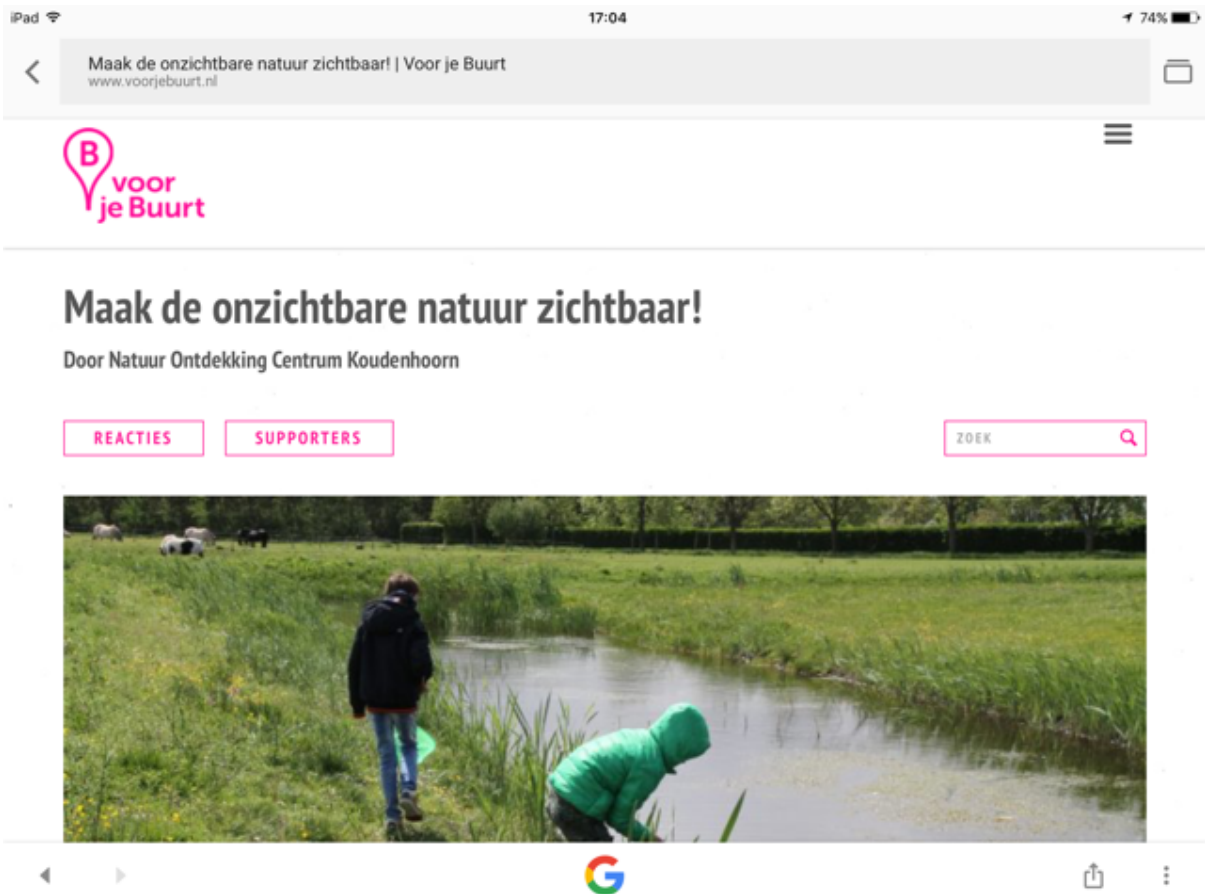 iPad
17:04
74%
Maak de onzichtbare natuur zichtbaar! | Voor je Buurt
www.voorjebuurt.nl
B
voor
je Buurt
Maak de onzichtbare natuur zichtbaar!
Door Natuur Ontdekking Centrum Koudenhoorn
REACTIES SUPPORTERS ZOEK
G